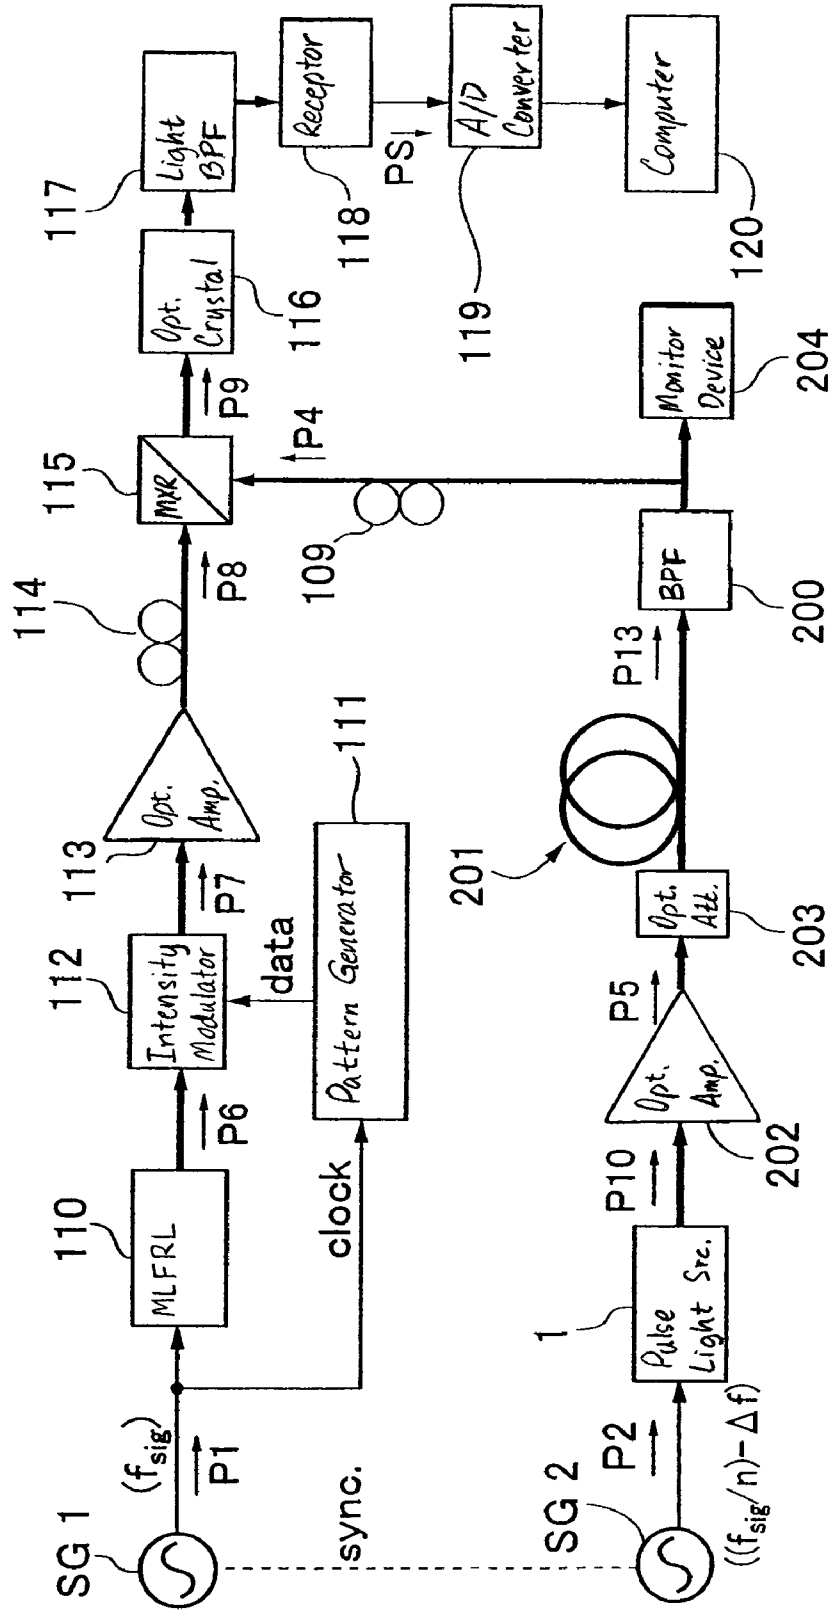 SG 1
(fsig)
P1
sync.
110
MLFRL
P6
clock
112
Intensity
Modulator
P7
data
111
Pattern Generator
113
Opt.
Amp.
114
P8
115
MXR
P9
116
Opt.
Crystal
117
Light
BPF
118
Receptor
PS
119
A/D
Converter
120
Computer
P4
109
SG 2
((fsig/n)-Δf)
P2
1
Pulse
Light Src.
P10
202
Opt.
Amp.
P5
203
Opt.
Att.
201
P13
200
BPF
204
Monitor
Device